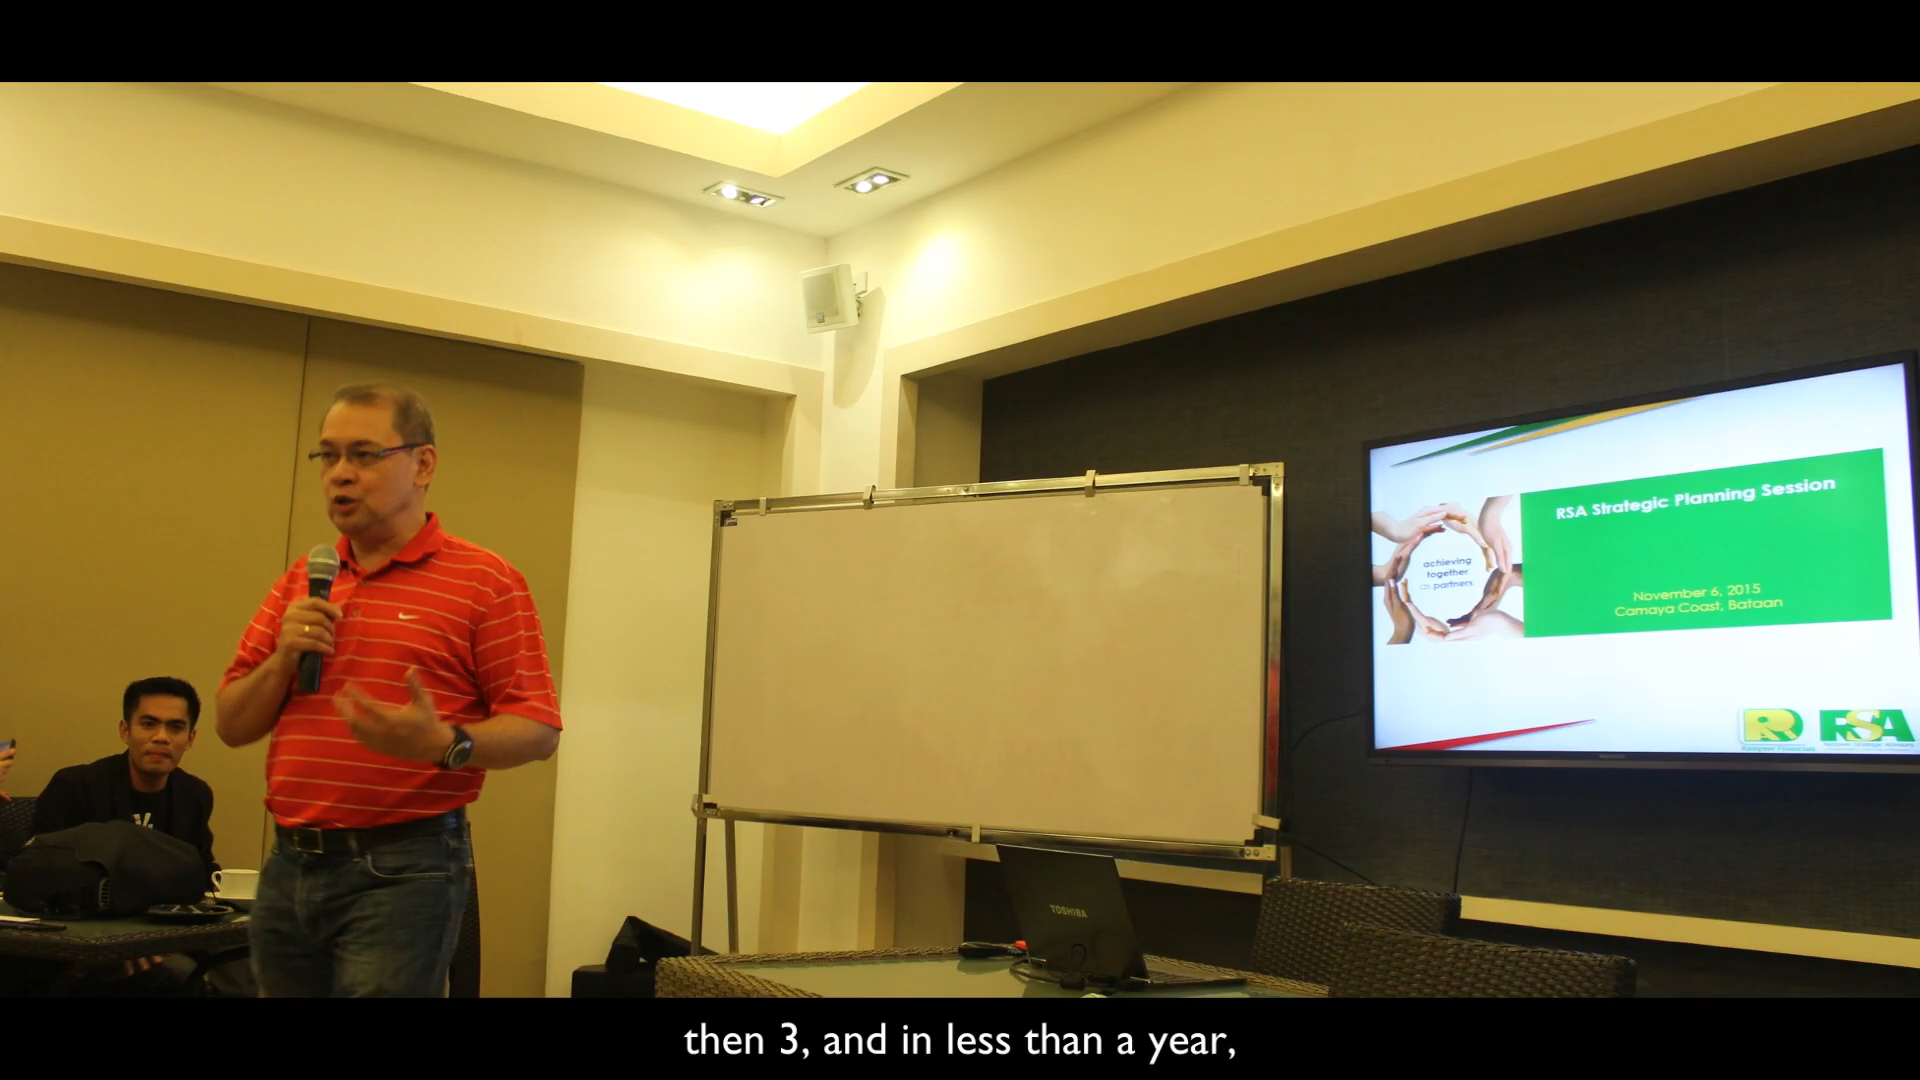 RSA Strategic Planning Session
achieving
together
as partners
November 6, 2015
Camaya Coast, Bataan
RSA
TOSHIBA
then 3, and in less than a year,